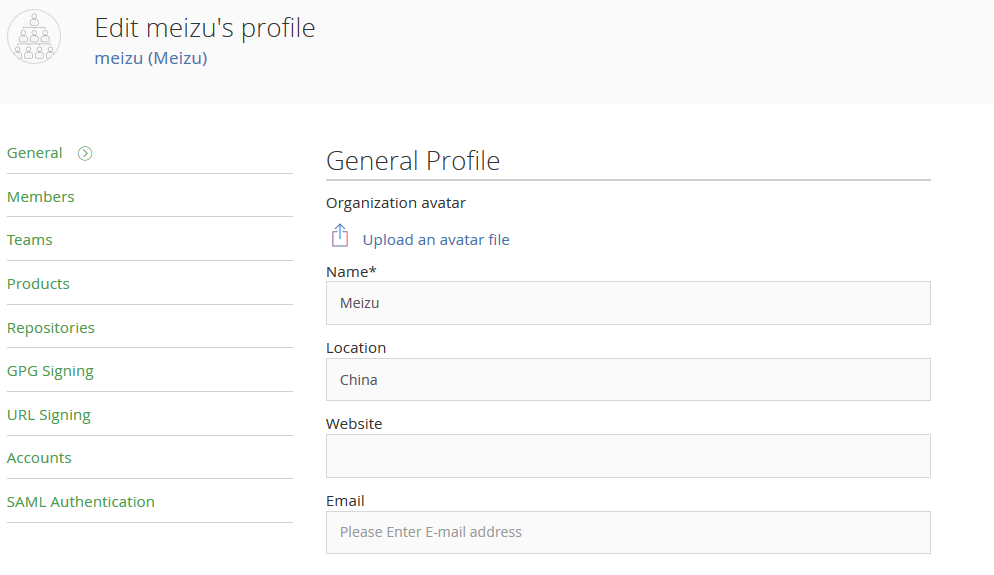 Edit meizu's profile
meizu (Meizu)
General
Members
Teams
Products
Repositories
GPG Signing
URL Signing
Accounts
SAML Authentication
General Profile
Organization avatar
Upload an avatar file
Name*
Meizu
Location
China
Website
Email
Please Enter E-mail address